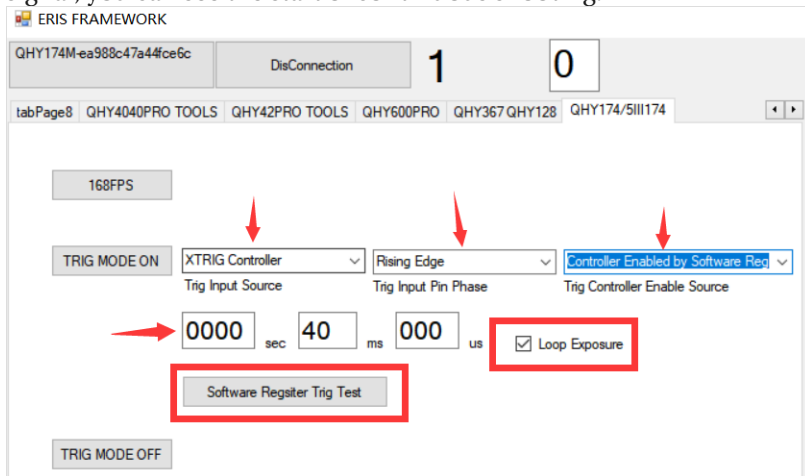 ERIS FRAMEWORK
QHY174M-ea988c47a44fce6c DisConnection 1 0
tabPage8 QHY4040PRO TOOLS QHY42PRO TOOLS QHY600PRO QHY367 QHY128 QHY174/5III174
168FPS
TRIG MODE ON XTRIG Controller Rising Edge Controller Enabled by Software Reg
Trig Input Source Trig Input Pin Phase Trig Controller Enable Source
0000 sec 40 ms 000 us Loop Exposure
Software Regsiter Trig Test
TRIG MODE OFF